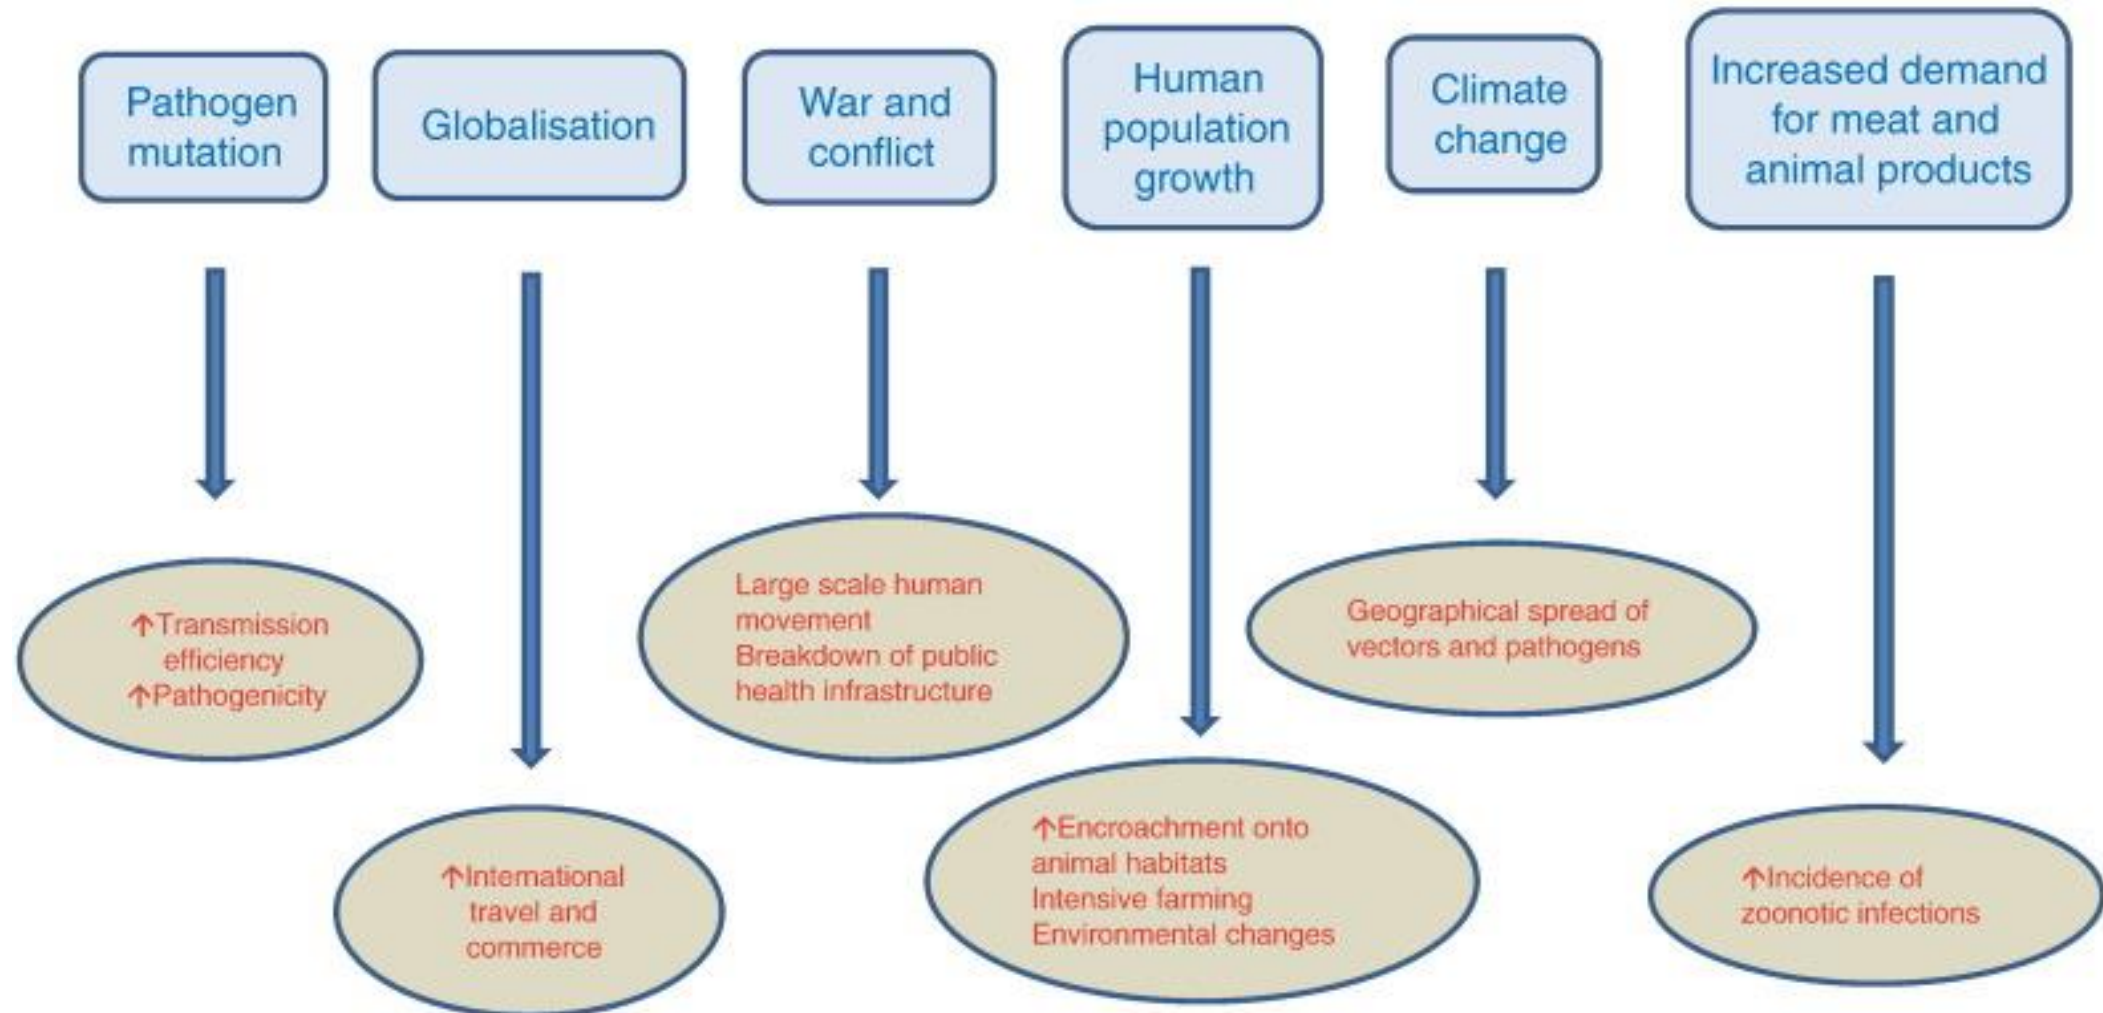 Pathogen
mutation
Globalisation
War and
conflict
Human
population
growth
Climate
change
Increased demand
for meat and
animal products
↑Transmission
efficiency
↑Pathogenicity
↑International
travel and
commerce
Large scale human
movement
Breakdown of public
health infrastructure
↑Encroachment onto
animal habitats
Intensive farming
Environmental changes
Geographical spread of
vectors and pathogens
↑Incidence of
zoonotic infections